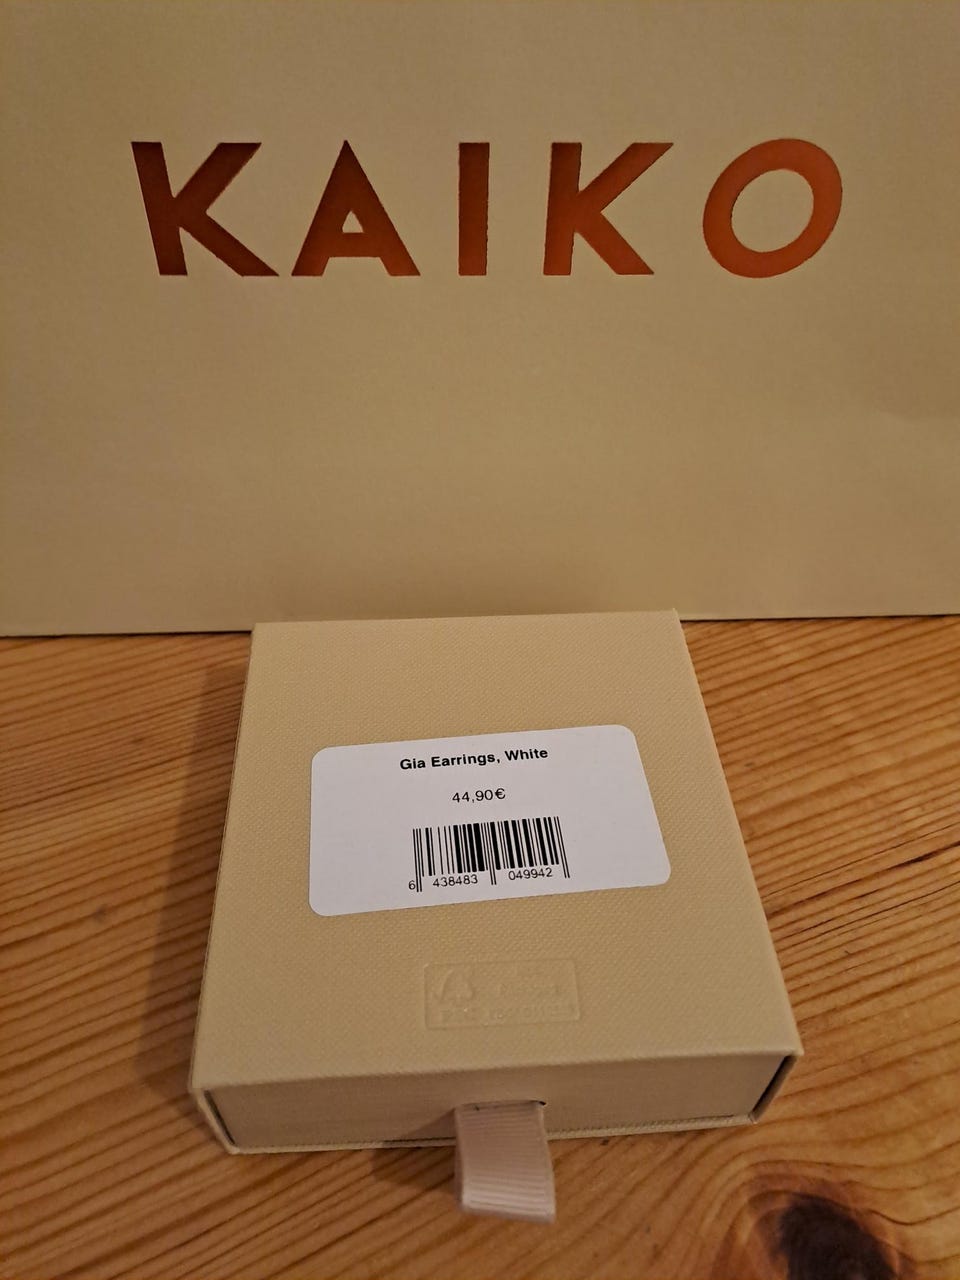 KAIKO
Gia Earrings, White
44,90€
6 438483 049942